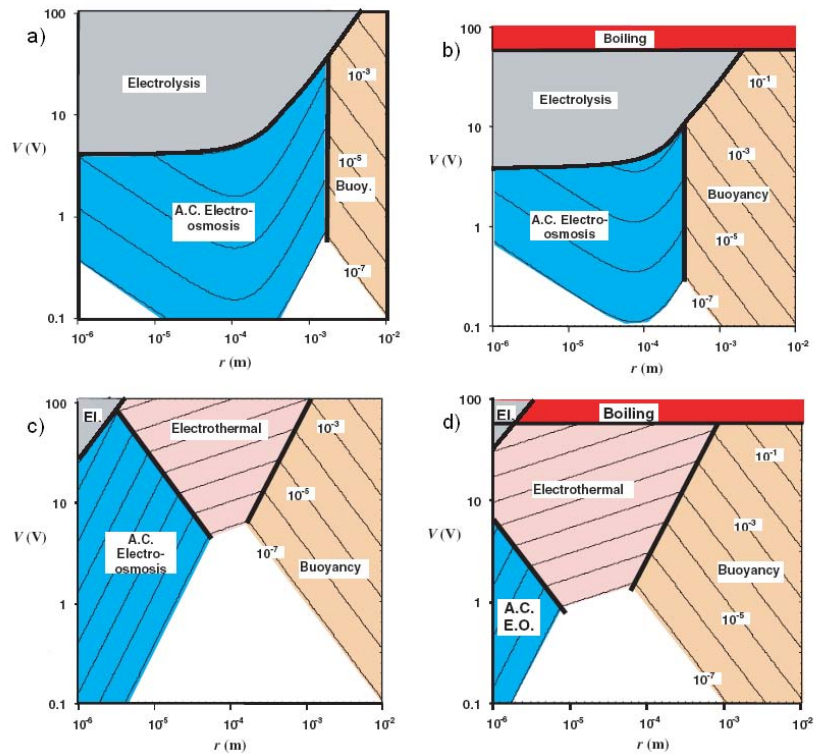 a)
100
10
1
0.1
V (V)
Electrolysis
A.C. Electro-
osmosis
Buoy.
10⁻³
10⁻⁵
10⁻⁷
10⁻⁶
10⁻⁵
10⁻⁴
10⁻³
10⁻²
r (m)
b)
100
10
1
0.1
V (V)
Boiling
Electrolysis
A.C. Electro-
osmosis
Buoyancy
10⁻¹
10⁻³
10⁻⁵
10⁻⁷
10⁻⁶
10⁻⁵
10⁻⁴
10⁻³
10⁻²
r (m)
c)
100
10
1
0.1
V (V)
El.
Electrothermal
A.C.
Electro-
osmosis
Buoyancy
10⁻³
10⁻⁵
10⁻⁷
10⁻⁶
10⁻⁵
10⁻⁴
10⁻³
10⁻²
r (m)
d)
100
10
1
0.1
V (V)
El.
Boiling
Electrothermal
A.C.
E.O.
Buoyancy
10⁻¹
10⁻³
10⁻⁵
10⁻⁷
10⁻⁶
10⁻⁵
10⁻⁴
10⁻³
10⁻²
r (m)